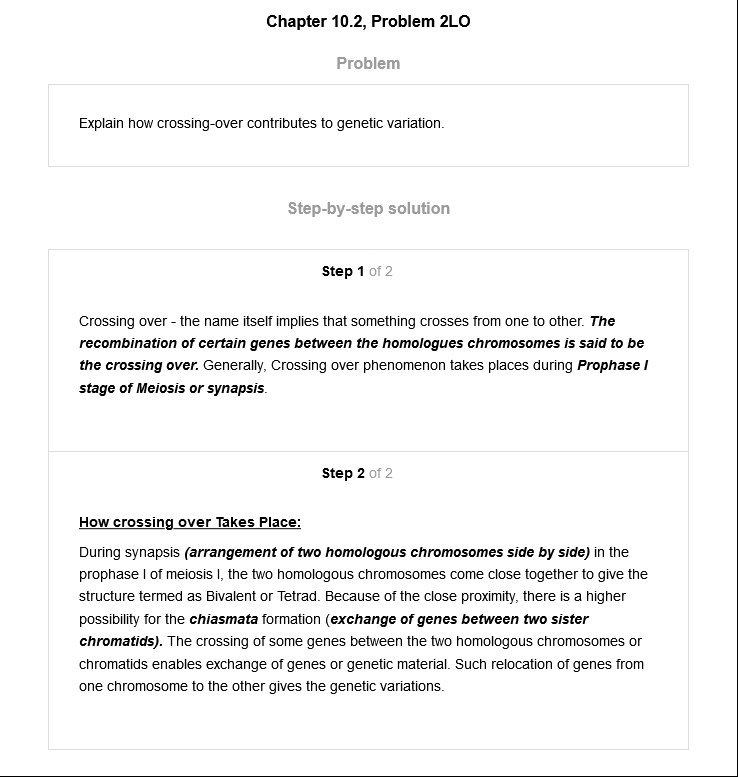 Chapter 10.2, Problem 2LO
Problem
Explain how crossing-over contributes to genetic variation.
Step-by-step solution
Step 1 of 2
Crossing over - the name itself implies that something crosses from one to other. The
recombination of certain genes between the homologues chromosomes is said to be
the crossing over. Generally, Crossing over phenomenon takes places during Prophase I
stage of Meiosis or synapsis.
Step 2 of 2
How crossing over Takes Place:
During synapsis (arrangement of two homologous chromosomes side by side) in the
prophase I of meiosis I, the two homologous chromosomes come close together to give the
structure termed as Bivalent or Tetrad. Because of the close proximity, there is a higher
possibility for the chiasmata formation (exchange of genes between two sister
chromatids). The crossing of some genes between the two homologous chromosomes or
chromatids enables exchange of genes or genetic material. Such relocation of genes from
one chromosome to the other gives the genetic variations.